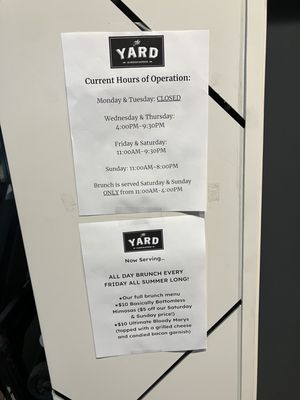 The
YARD
Current Hours of Operation:
Monday & Tuesday: CLOSED
Wednesday & Thursday:
4:00PM-9:30PM
Friday & Saturday:
11:00AM-9:30PM
Sunday: 11:00AM-8:00PM
Brunch is served Saturday & Sunday
ONLY from 11:00AM-4:00PM
The
YARD
Now Serving...
ALL DAY BRUNCH EVERY
FRIDAY ALL SUMMER LONG!
•Our full brunch menu
•$10 Basically Bottomless
Mimosas ($5 off our Saturday
& Sunday price!)
•$10 Ultimate Bloody Marys
(topped with a grilled cheese
and candied bacon garnish)